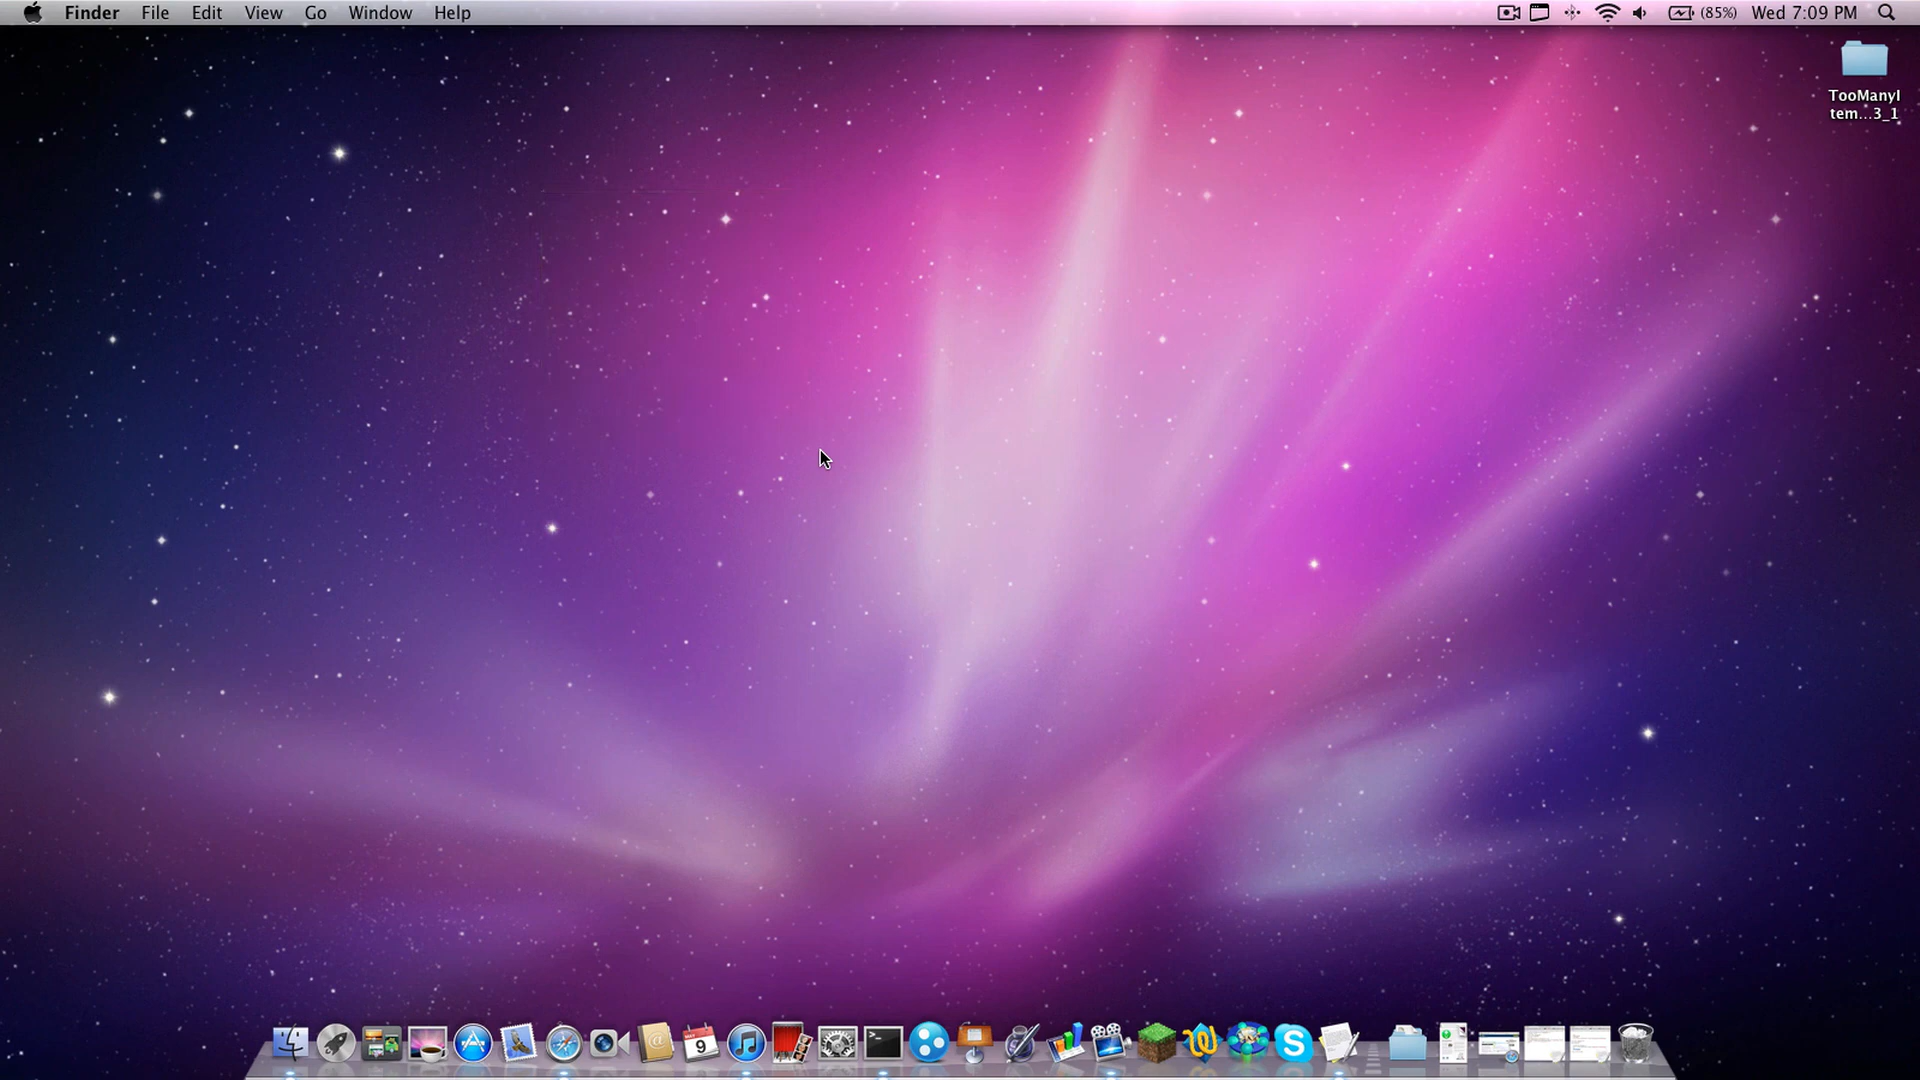 Finder File Edit View Go Window Help (85%) Wed 7:09 PM
TooManyI
tem...3_1
9